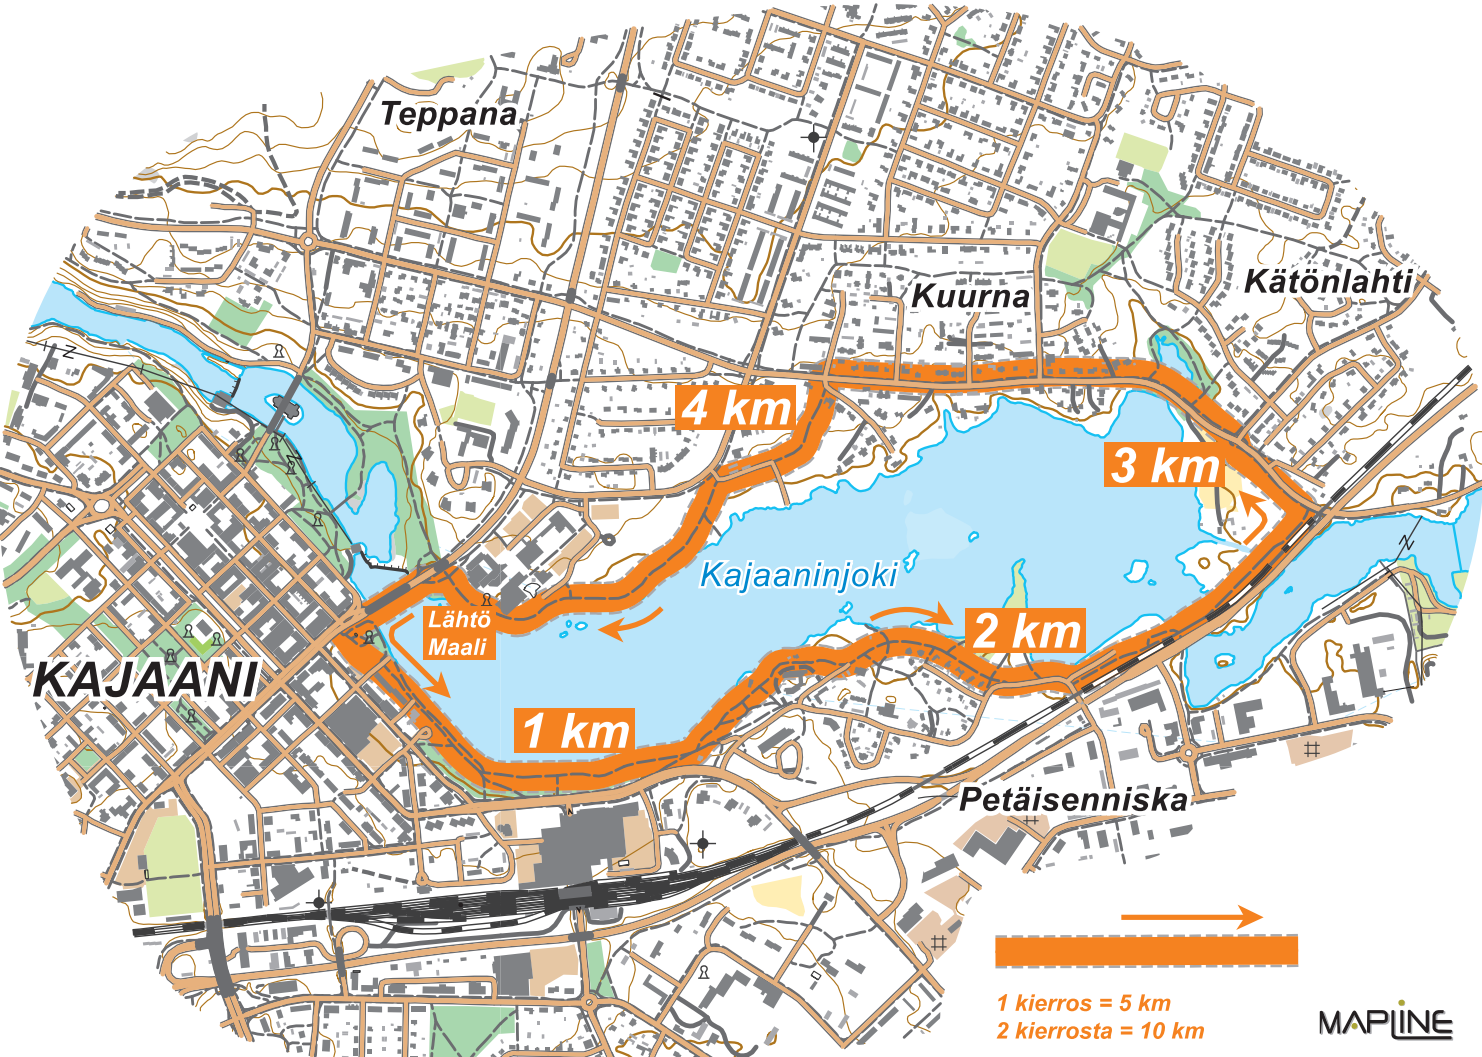 Teppana
Kuurna
Kätönlahti
4 km
3 km
Kajaaninjoki
Lähtö
Maali
2 km
KAJAANI
1 km
Petäisenniska
1 kierros = 5 km
2 kierrosta = 10 km
MAPLINE